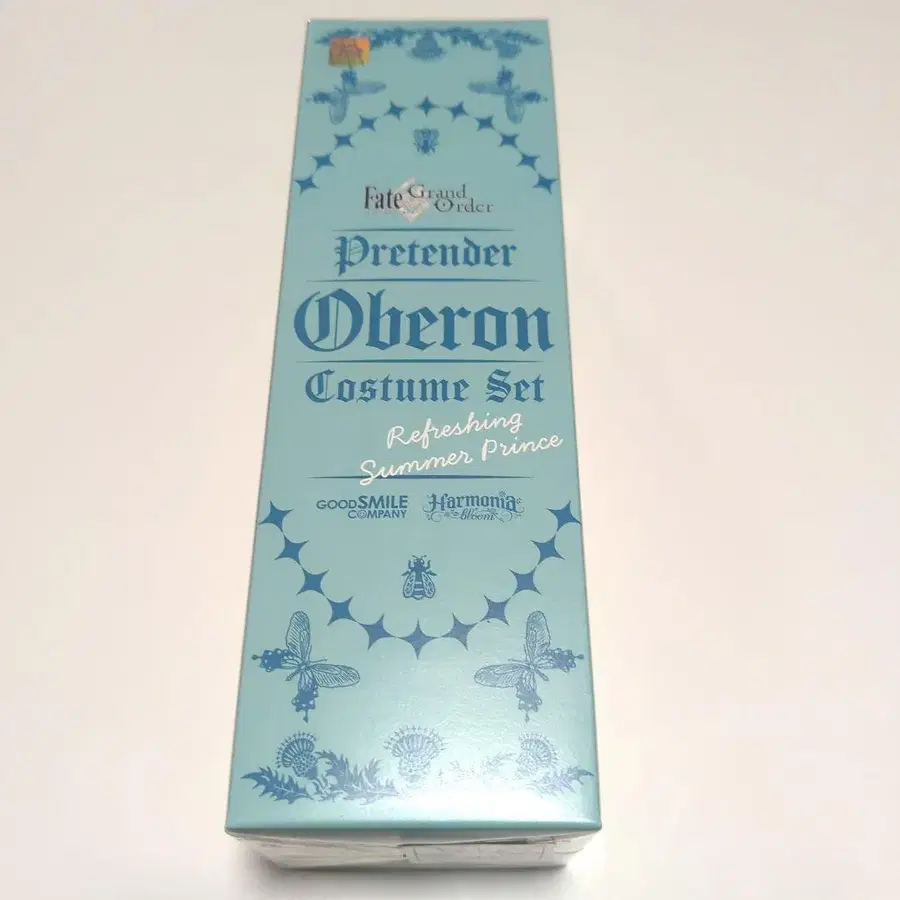 Fate Grand Order
Pretender
Oberon
Costume Set
Refreshing
Summer Prince
GOODSMILE COMPANY
Harmonia bloom